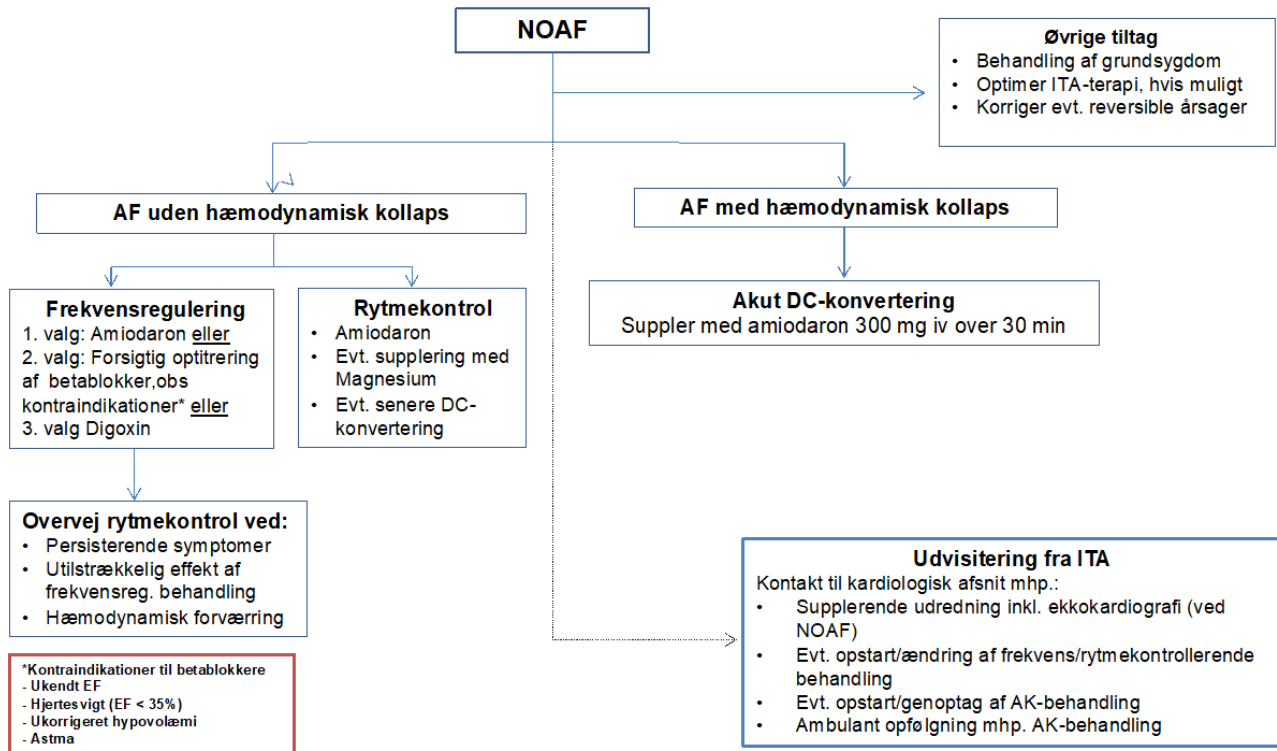 NOAF
Øvrige tiltag
• Behandling af grundsygdom
• Optimer ITA-terapi, hvis muligt
• Korriger evt. reversible årsager
AF uden hæmodynamisk kollaps
AF med hæmodynamisk kollaps
Frekvensregulering
1. valg: Amiodaron eller
2. valg: Forsigtig optitrering
af betablokker,obs
kontraindikationer* eller
3. valg Digoxin
Rytmekontrol
• Amiodaron
• Evt. supplering med
Magnesium
• Evt. senere DC-
konvertering
Akut DC-konvertering
Suppler med amiodaron 300 mg iv over 30 min
Overvej rytmekontrol ved:
• Persisterende symptomer
• Utilstrækkelig effekt af
frekvensreg. behandling
• Hæmodynamisk forværring
*Kontraindikationer til betablokkere
- Ukendt EF
- Hjertesvigt (EF < 35%)
- Ukorrigeret hypovolæmi
- Astma
Udvisitering fra ITA
Kontakt til kardiologisk afsnit mhp.:
• Supplerende udredning inkl. ekkokardiografi (ved
NOAF)
• Evt. opstart/ændring af frekvens/rytmekontrollerende
behandling
• Evt. opstart/genoptag af AK-behandling
• Ambulant opfølgning mhp. AK-behandling